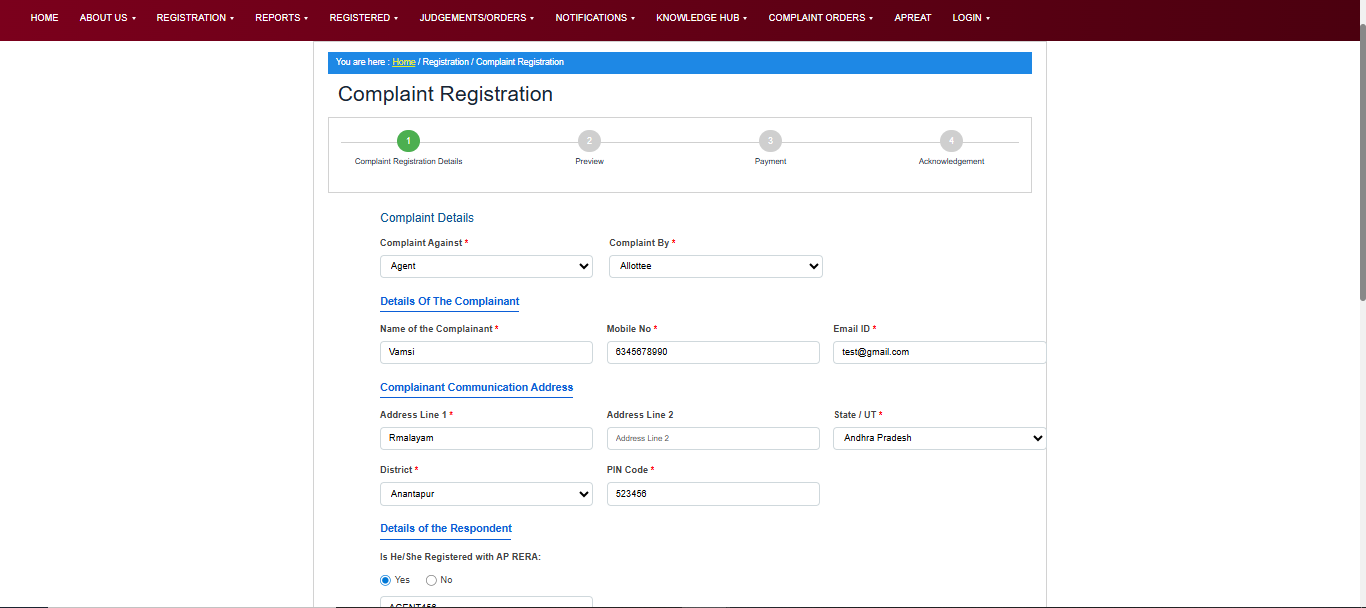 HOME ABOUT US REGISTRATION REPORTS REGISTERED JUDGEMENTS/ORDERS NOTIFICATIONS KNOWLEDGE HUB COMPLAINT ORDERS APREAT LOGIN
You are here : Home / Registration / Complaint Registration
Complaint Registration
1 2 3 4
Complaint Registration Details Preview Payment Acknowledgement
Complaint Details
Complaint Against * Complaint By *
Agent Allottee
Details Of The Complainant
Name of the Complainant * Mobile No * Email ID *
Vamsi 6345678990 test@gmail.com
Complainant Communication Address
Address Line 1 * Address Line 2 State / UT *
Rmalayam Address Line 2 Andhra Pradesh
District * PIN Code *
Anantapur 523456
Details of the Respondent
Is He/She Registered with AP RERA:
Yes No
AGENT456